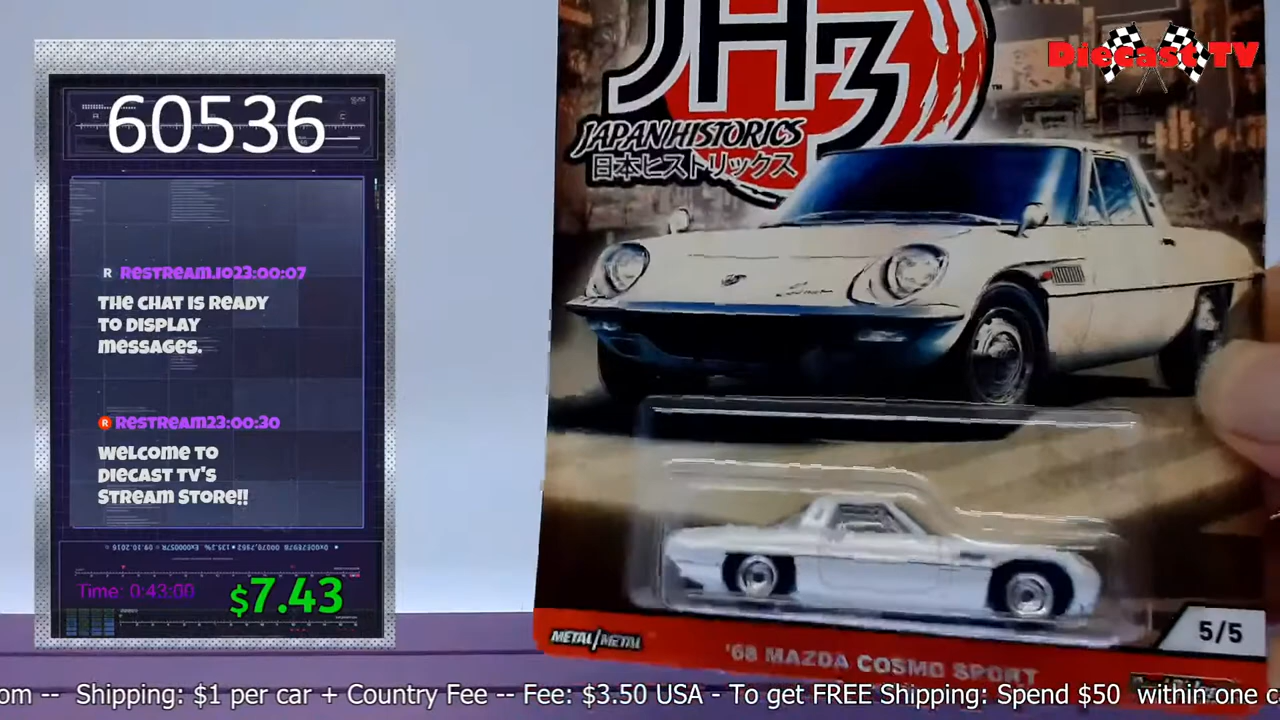 60536
R Restream.io23:00:07
The chat is ready
to display
messages.
R Restream23:00:30
Welcome to
Diecast TV's
Stream Store!!
Time: 0:43:00
$7.43
Diecast TV
JH3
TM
JAPAN HISTORICS
日本ヒストリックス
METAL/METAL
'68 MAZDA COSMO SPORT
5/5
om -- Shipping: $1 per car + Country Fee -- Fee: $3.50 USA - To get FREE Shipping: Spend $50 within one c